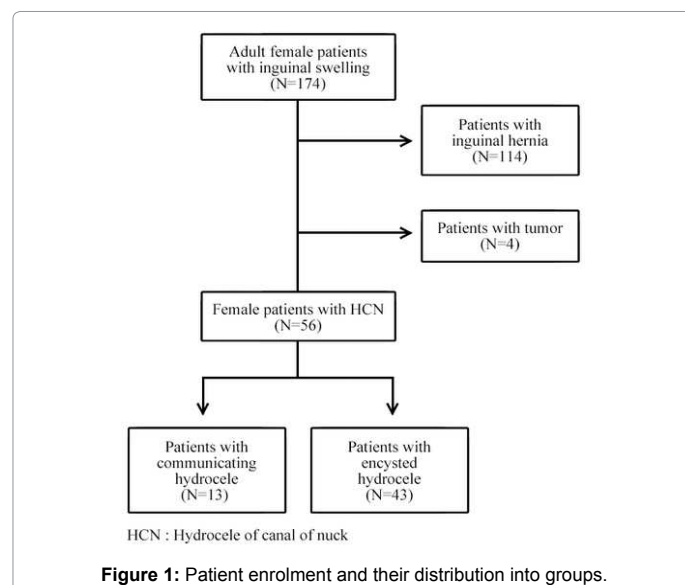 Adult female patients
with inguinal swelling
(N=174)
Patients with
inguinal hernia
(N=114)
Patients with tumor
(N=4)
Female patients with HCN
(N=56)
Patients with
communicating
hydrocele
(N=13)
Patients with
encysted
hydrocele
(N=43)
HCN : Hydrocele of canal of nuck
Figure 1: Patient enrolment and their distribution into groups.